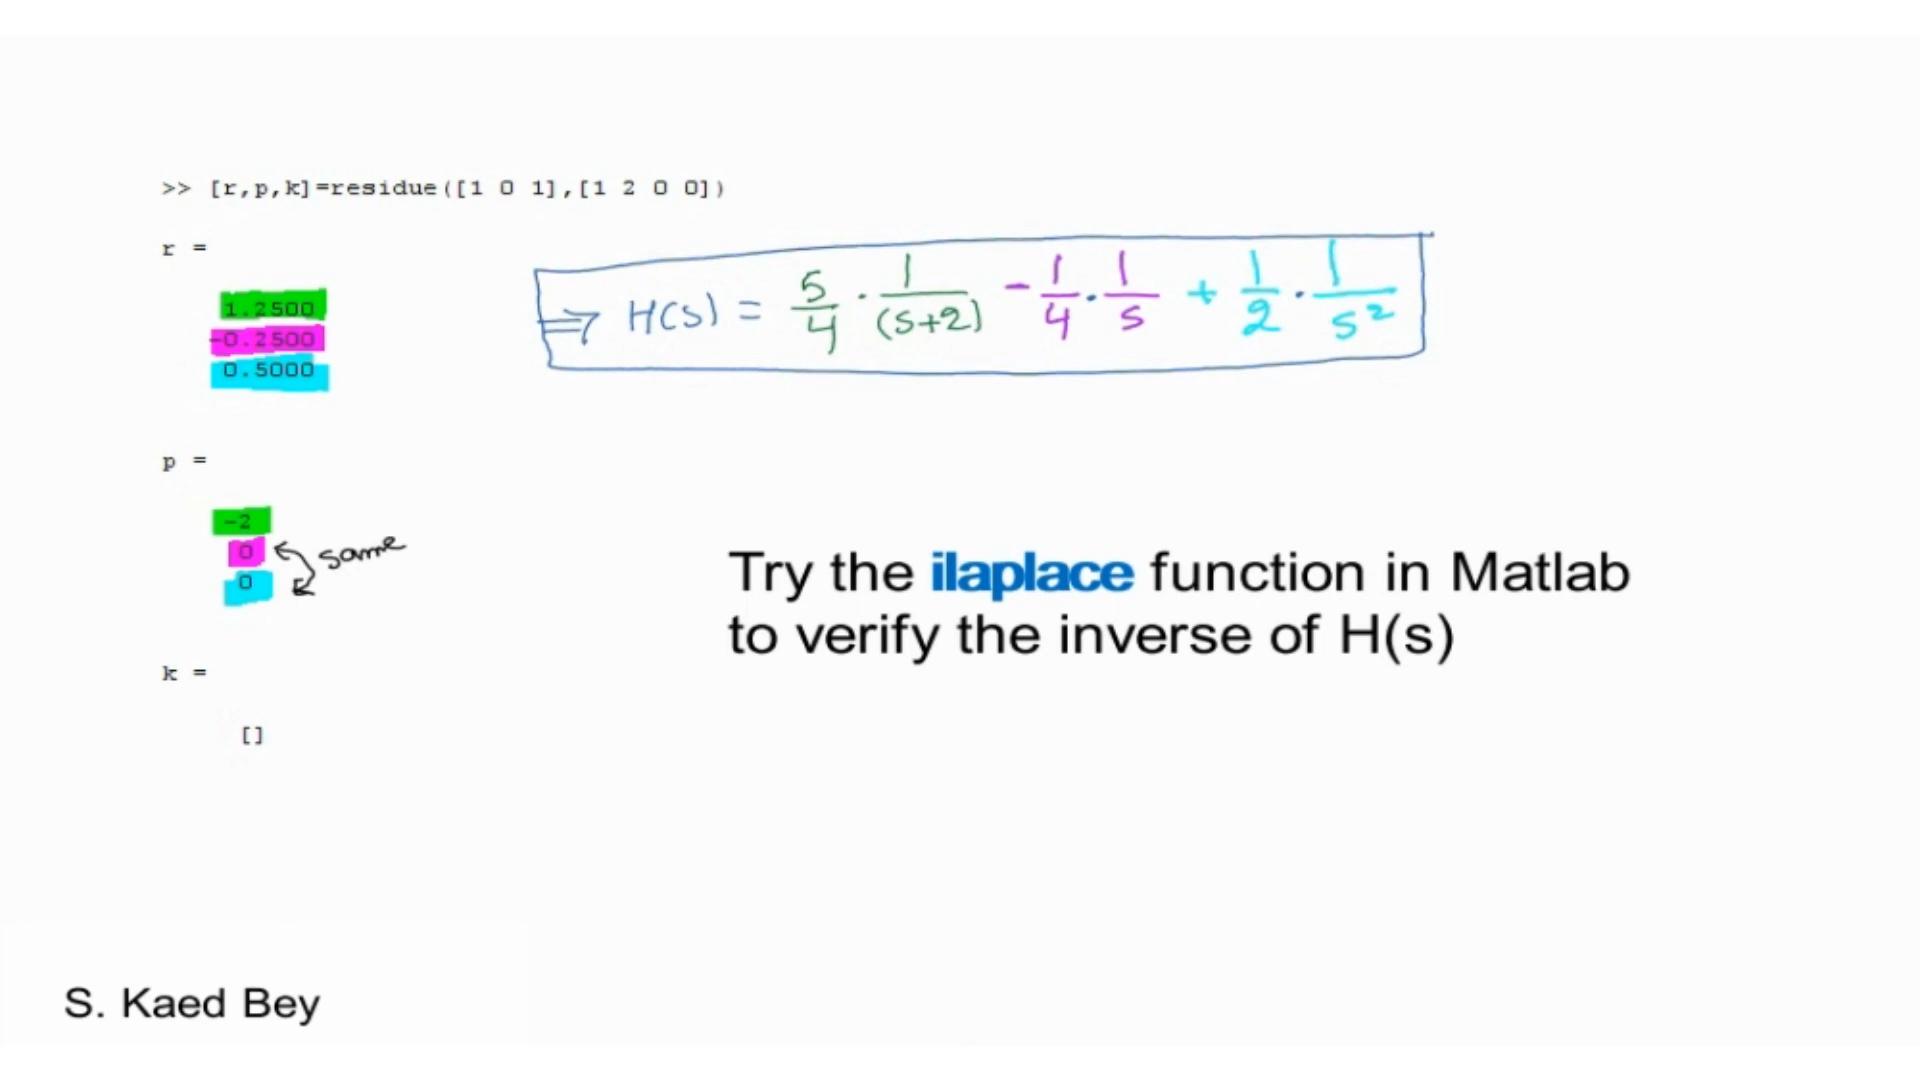 >> [r,p,k]=residue([1 0 1],[1 2 0 0])
r =
1.2500
-0.2500
0.5000
⇒ H(s) = 5/4 · 1/(s+2) - 1/4 · 1/s + 1/2 · 1/s²
p =
-2
0
0
same
k =
[]
Try the ilaplace function in Matlab
to verify the inverse of H(s)
S. Kaed Bey